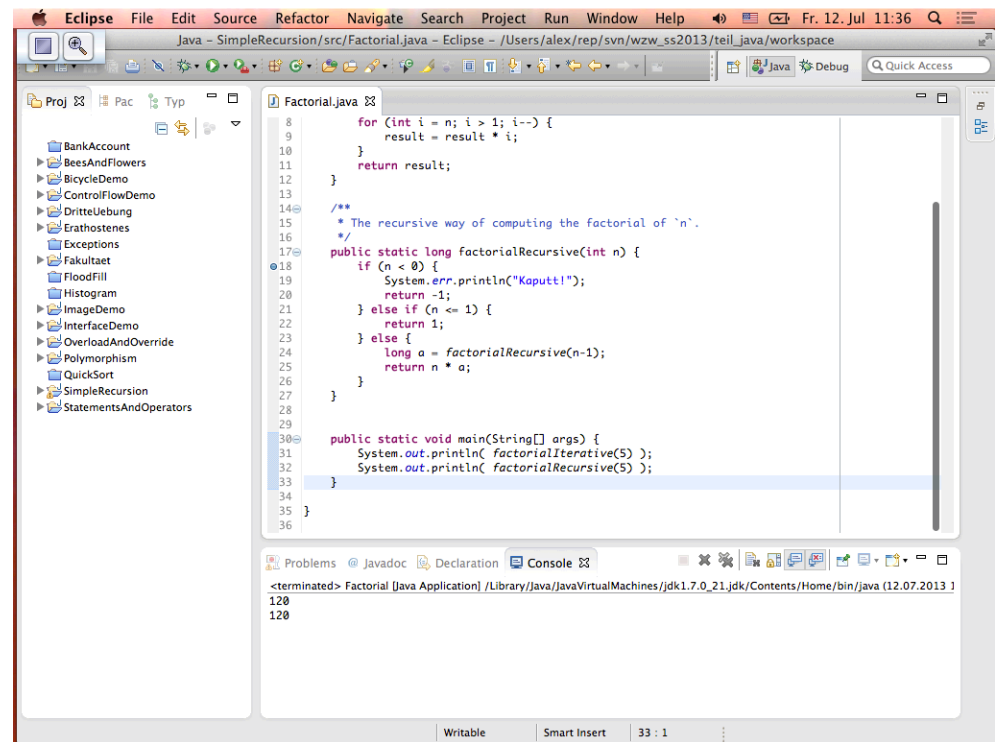 Eclipse File Edit Source Refactor Navigate Search Project Run Window Help Fr. 12. Jul 11:36
Java – SimpleRecursion/src/Factorial.java – Eclipse – /Users/alex/rep/svn/wzw_ss2013/teil_java/workspace
Java Debug Quick Access
Proj Pac Typ
BankAccount
BeesAndFlowers
BicycleDemo
ControlFlowDemo
DritteUebung
Erathostenes
Exceptions
Fakultaet
FloodFill
Histogram
ImageDemo
InterfaceDemo
OverloadAndOverride
Polymorphism
QuickSort
SimpleRecursion
StatementsAndOperators
Factorial.java
8 for (int i = n; i > 1; i--) {
9 result = result * i;
10 }
11 return result;
12 }
13
14 /**
15 * The recursive way of computing the factorial of `n`.
16 */
17 public static long factorialRecursive(int n) {
18 if (n < 0) {
19 System.err.println("Kaputt!");
20 return -1;
21 } else if (n <= 1) {
22 return 1;
23 } else {
24 long a = factorialRecursive(n-1);
25 return n * a;
26 }
27 }
28
29
30 public static void main(String[] args) {
31 System.out.println( factorialIterative(5) );
32 System.out.println( factorialRecursive(5) );
33 }
34
35 }
36
Problems @ Javadoc Declaration Console
<terminated> Factorial [Java Application] /Library/Java/JavaVirtualMachines/jdk1.7.0_21.jdk/Contents/Home/bin/java (12.07.2013 1
120
120
Writable Smart Insert 33 : 1